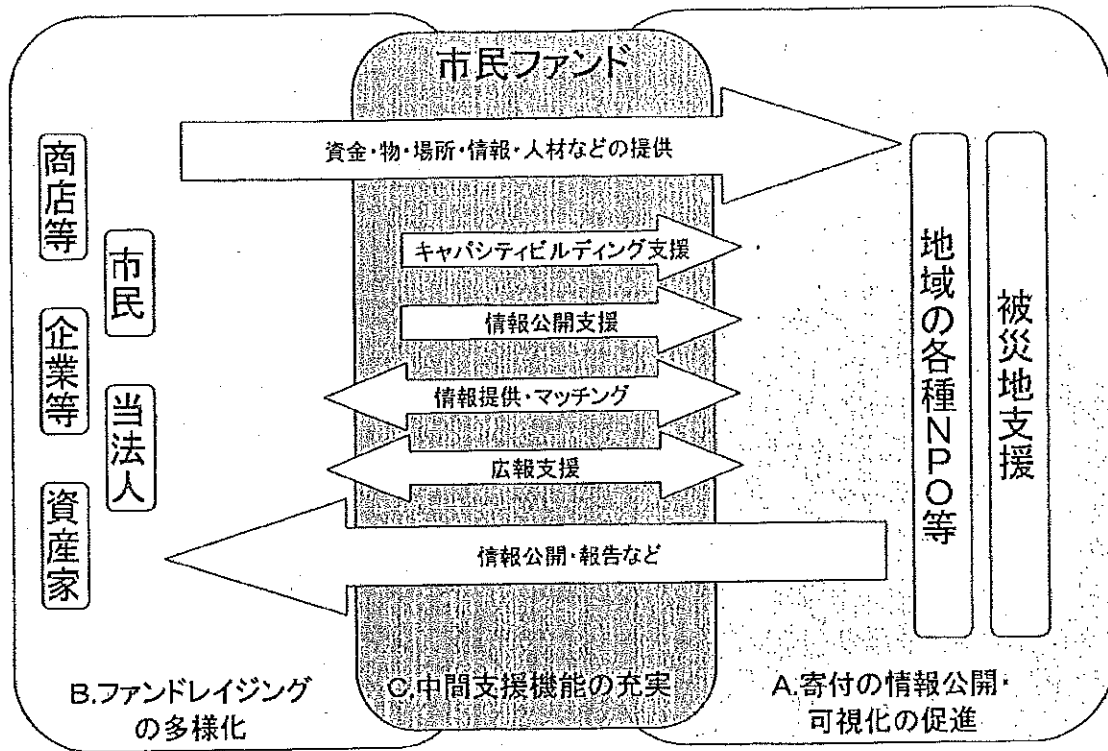 市民ファンド
資金・物・場所・情報・人材などの提供
キャパシティビルディング支援
情報公開支援
情報提供・マッチング
広報支援
情報公開・報告など
商店等
市民
企業等
当法人
資産家
地域の各種NPO等
被災地支援
B.ファンドレイジング
の多様化
C.中間支援機能の充実
A.寄付の情報公開・
可視化の促進